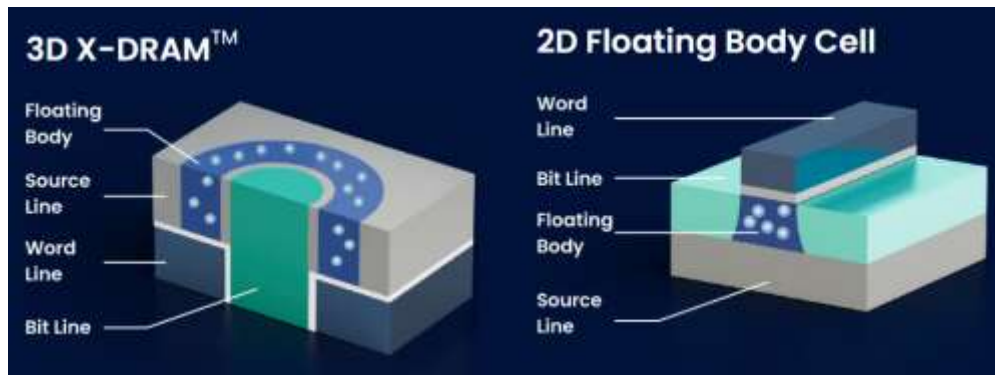 3D X-DRAM™
Floating
Body
Source
Line
Word
Line
Bit Line
2D Floating Body Cell
Word
Line
Bit Line
Floating
Body
Source
Line